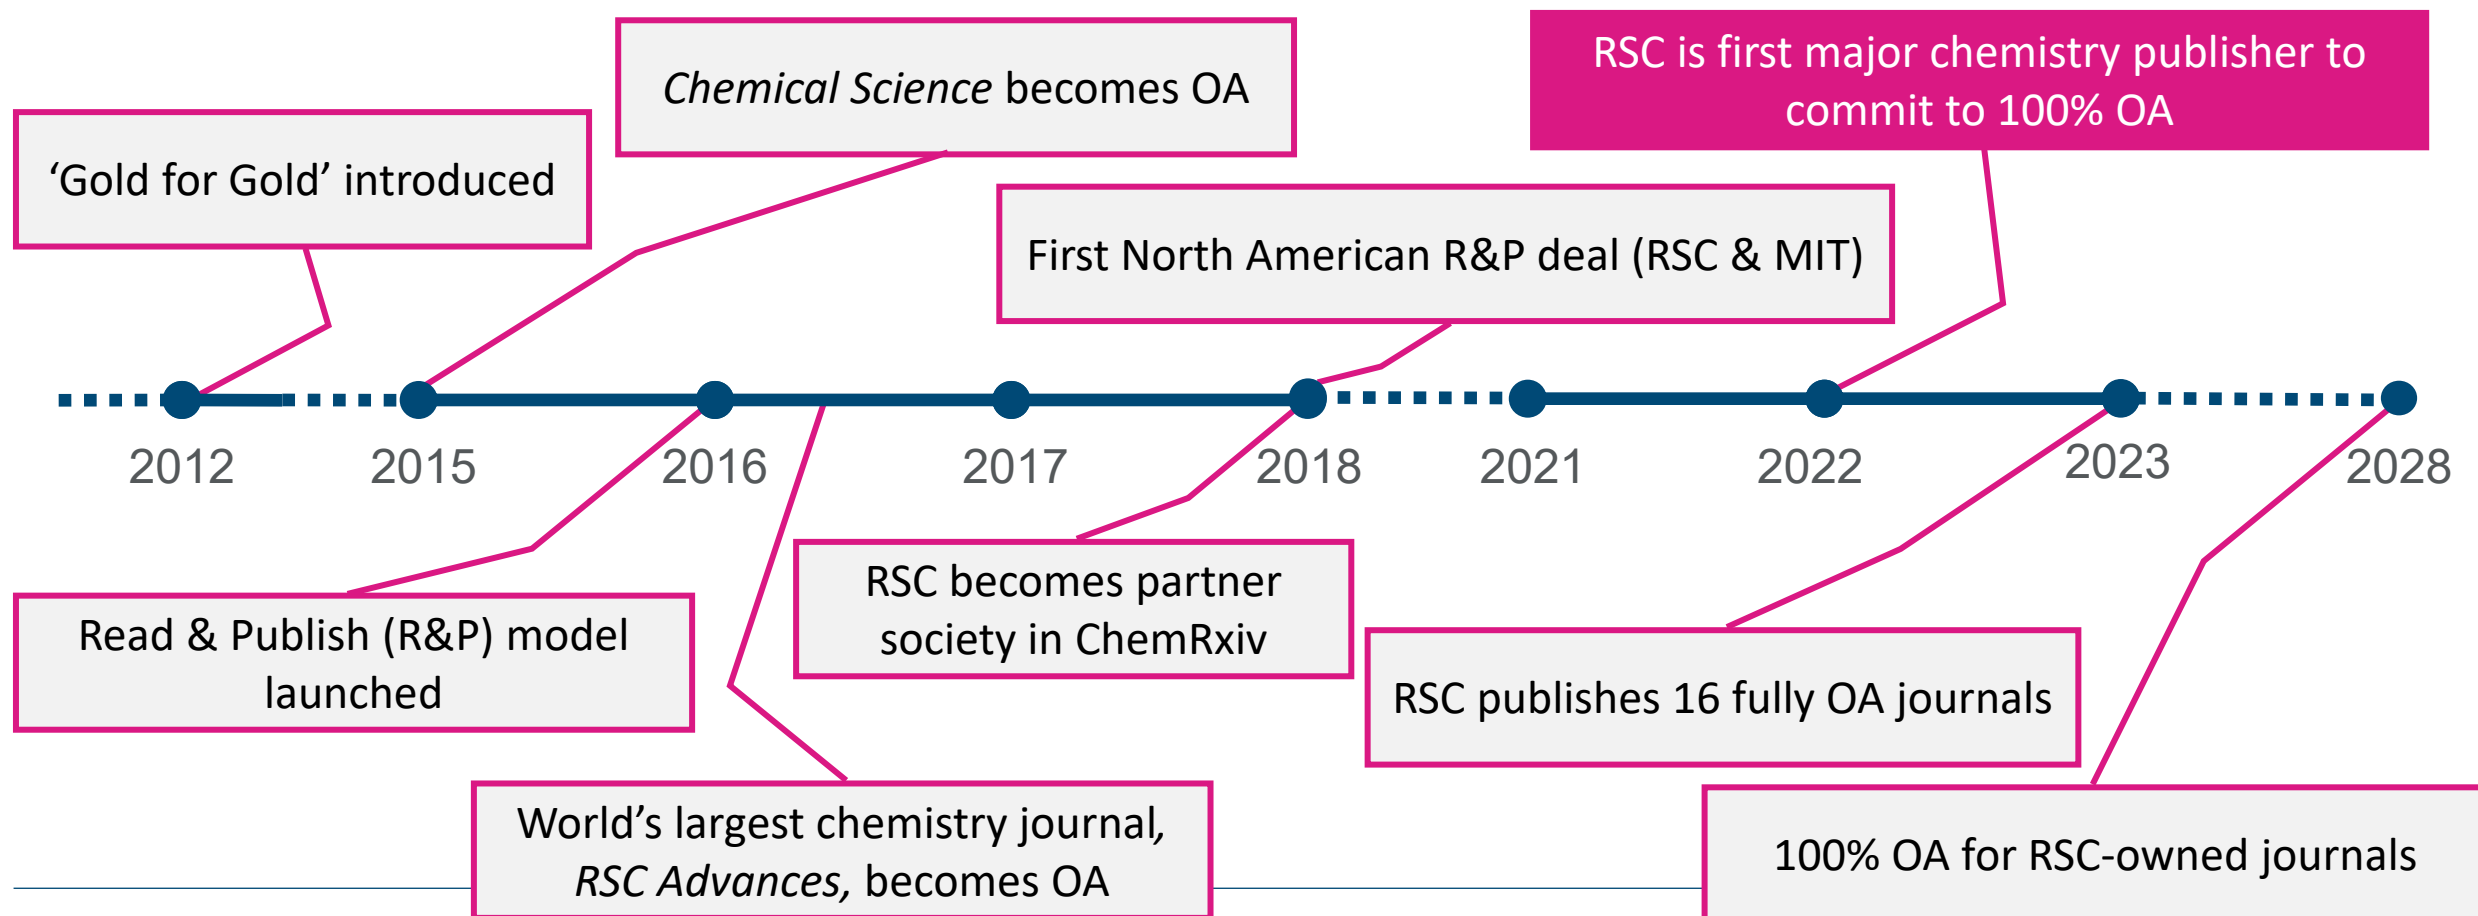 Chemical Science becomes OA
RSC is first major chemistry publisher to
commit to 100% OA
‘Gold for Gold’ introduced
First North American R&P deal (RSC & MIT)
2012
2015
2016
2017
2018
2021
2022
2023
2028
Read & Publish (R&P) model
launched
RSC becomes partner
society in ChemRxiv
RSC publishes 16 fully OA journals
World’s largest chemistry journal,
RSC Advances, becomes OA
100% OA for RSC-owned journals